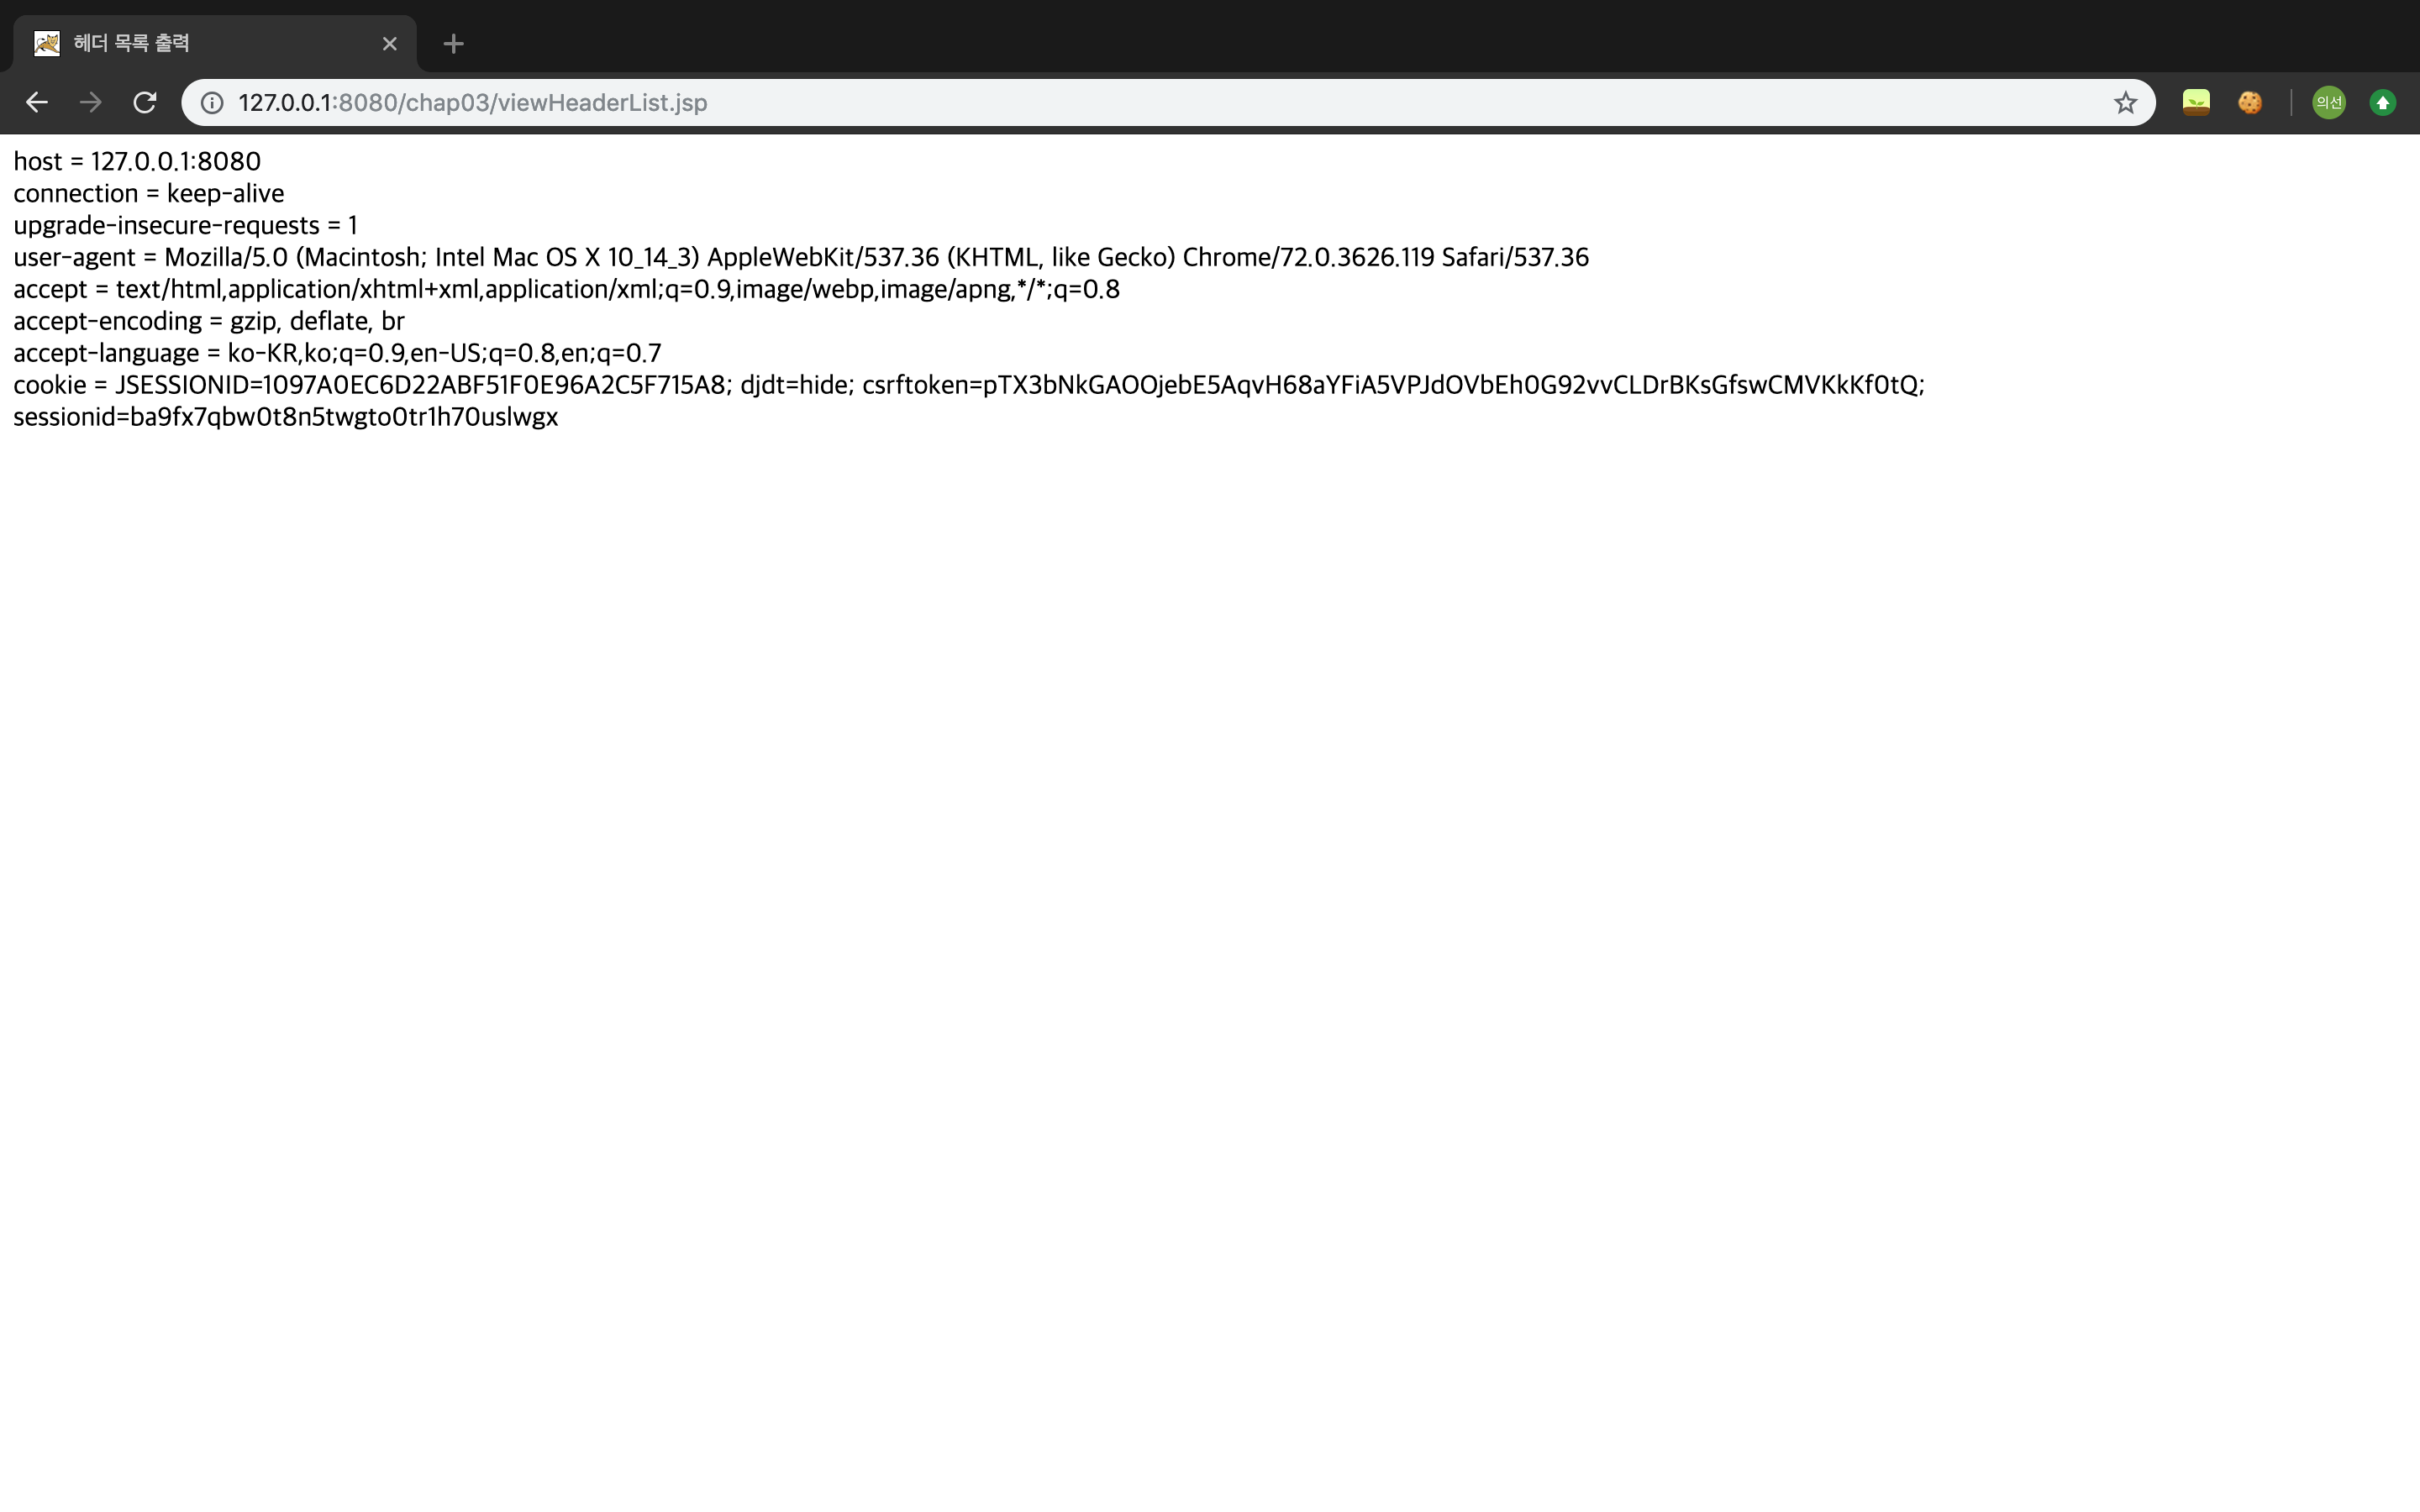 헤더 목록 출력
127.0.0.1:8080/chap03/viewHeaderList.jsp
의선
host = 127.0.0.1:8080
connection = keep-alive
upgrade-insecure-requests = 1
user-agent = Mozilla/5.0 (Macintosh; Intel Mac OS X 10_14_3) AppleWebKit/537.36 (KHTML, like Gecko) Chrome/72.0.3626.119 Safari/537.36
accept = text/html,application/xhtml+xml,application/xml;q=0.9,image/webp,image/apng,*/*;q=0.8
accept-encoding = gzip, deflate, br
accept-language = ko-KR,ko;q=0.9,en-US;q=0.8,en;q=0.7
cookie = JSESSIONID=1097A0EC6D22ABF51F0E96A2C5F715A8; djdt=hide; csrftoken=pTX3bNkGAOOjebE5AqvH68aYFiA5VPJdOVbEh0G92vvCLDrBKsGfswCMVKkKf0tQ;
sessionid=ba9fx7qbw0t8n5twgto0tr1h70uslwgx